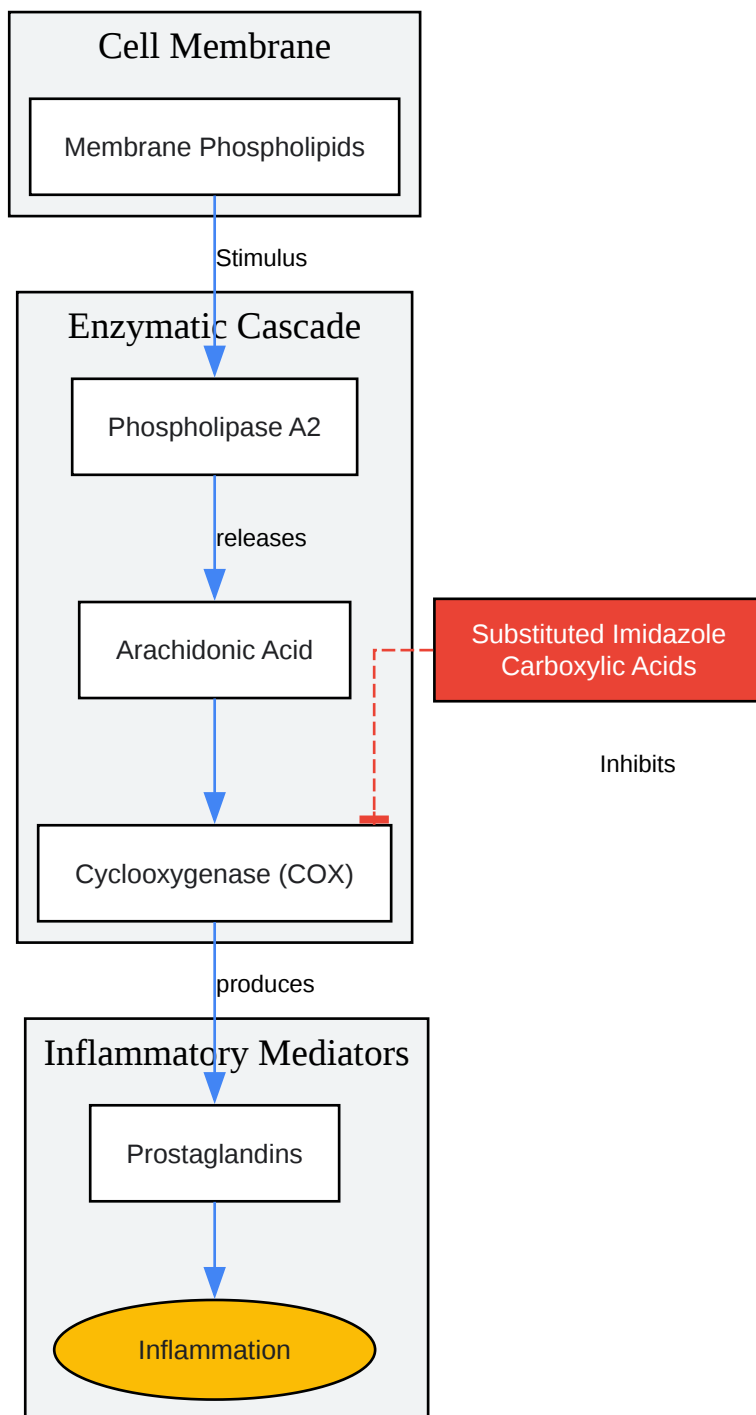 Cell Membrane
Membrane Phospholipids
Stimulus
Enzymatic Cascade
Phospholipase A2
releases
Arachidonic Acid
Substituted Imidazole
Carboxylic Acids
Inhibits
Cyclooxygenase (COX)
produces
Inflammatory Mediators
Prostaglandins
Inflammation